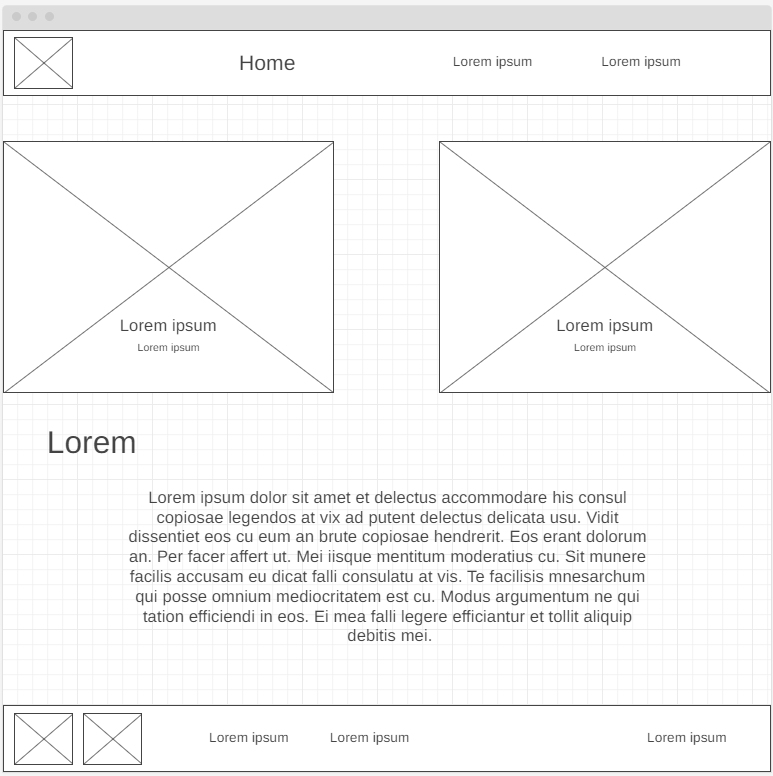 Home
Lorem ipsum
Lorem ipsum
Lorem ipsum
Lorem ipsum
Lorem ipsum
Lorem ipsum
Lorem
Lorem ipsum dolor sit amet et delectus accommodare his consul
copiosae legendos at vix ad putent delectus delicata usu. Vidit
dissentiet eos cu eum an brute copiosae hendrerit. Eos erant dolorum
an. Per facer affert ut. Mei iisque mentitum moderatius cu. Sit munere
facilis accusam eu dicat falli consulatu at vis. Te facilisis mnesarchum
qui posse omnium mediocritatem est cu. Modus argumentum ne qui
tation efficiendi in eos. Ei mea falli legere efficiantur et tollit aliquip
debitis mei.
Lorem ipsum
Lorem ipsum
Lorem ipsum